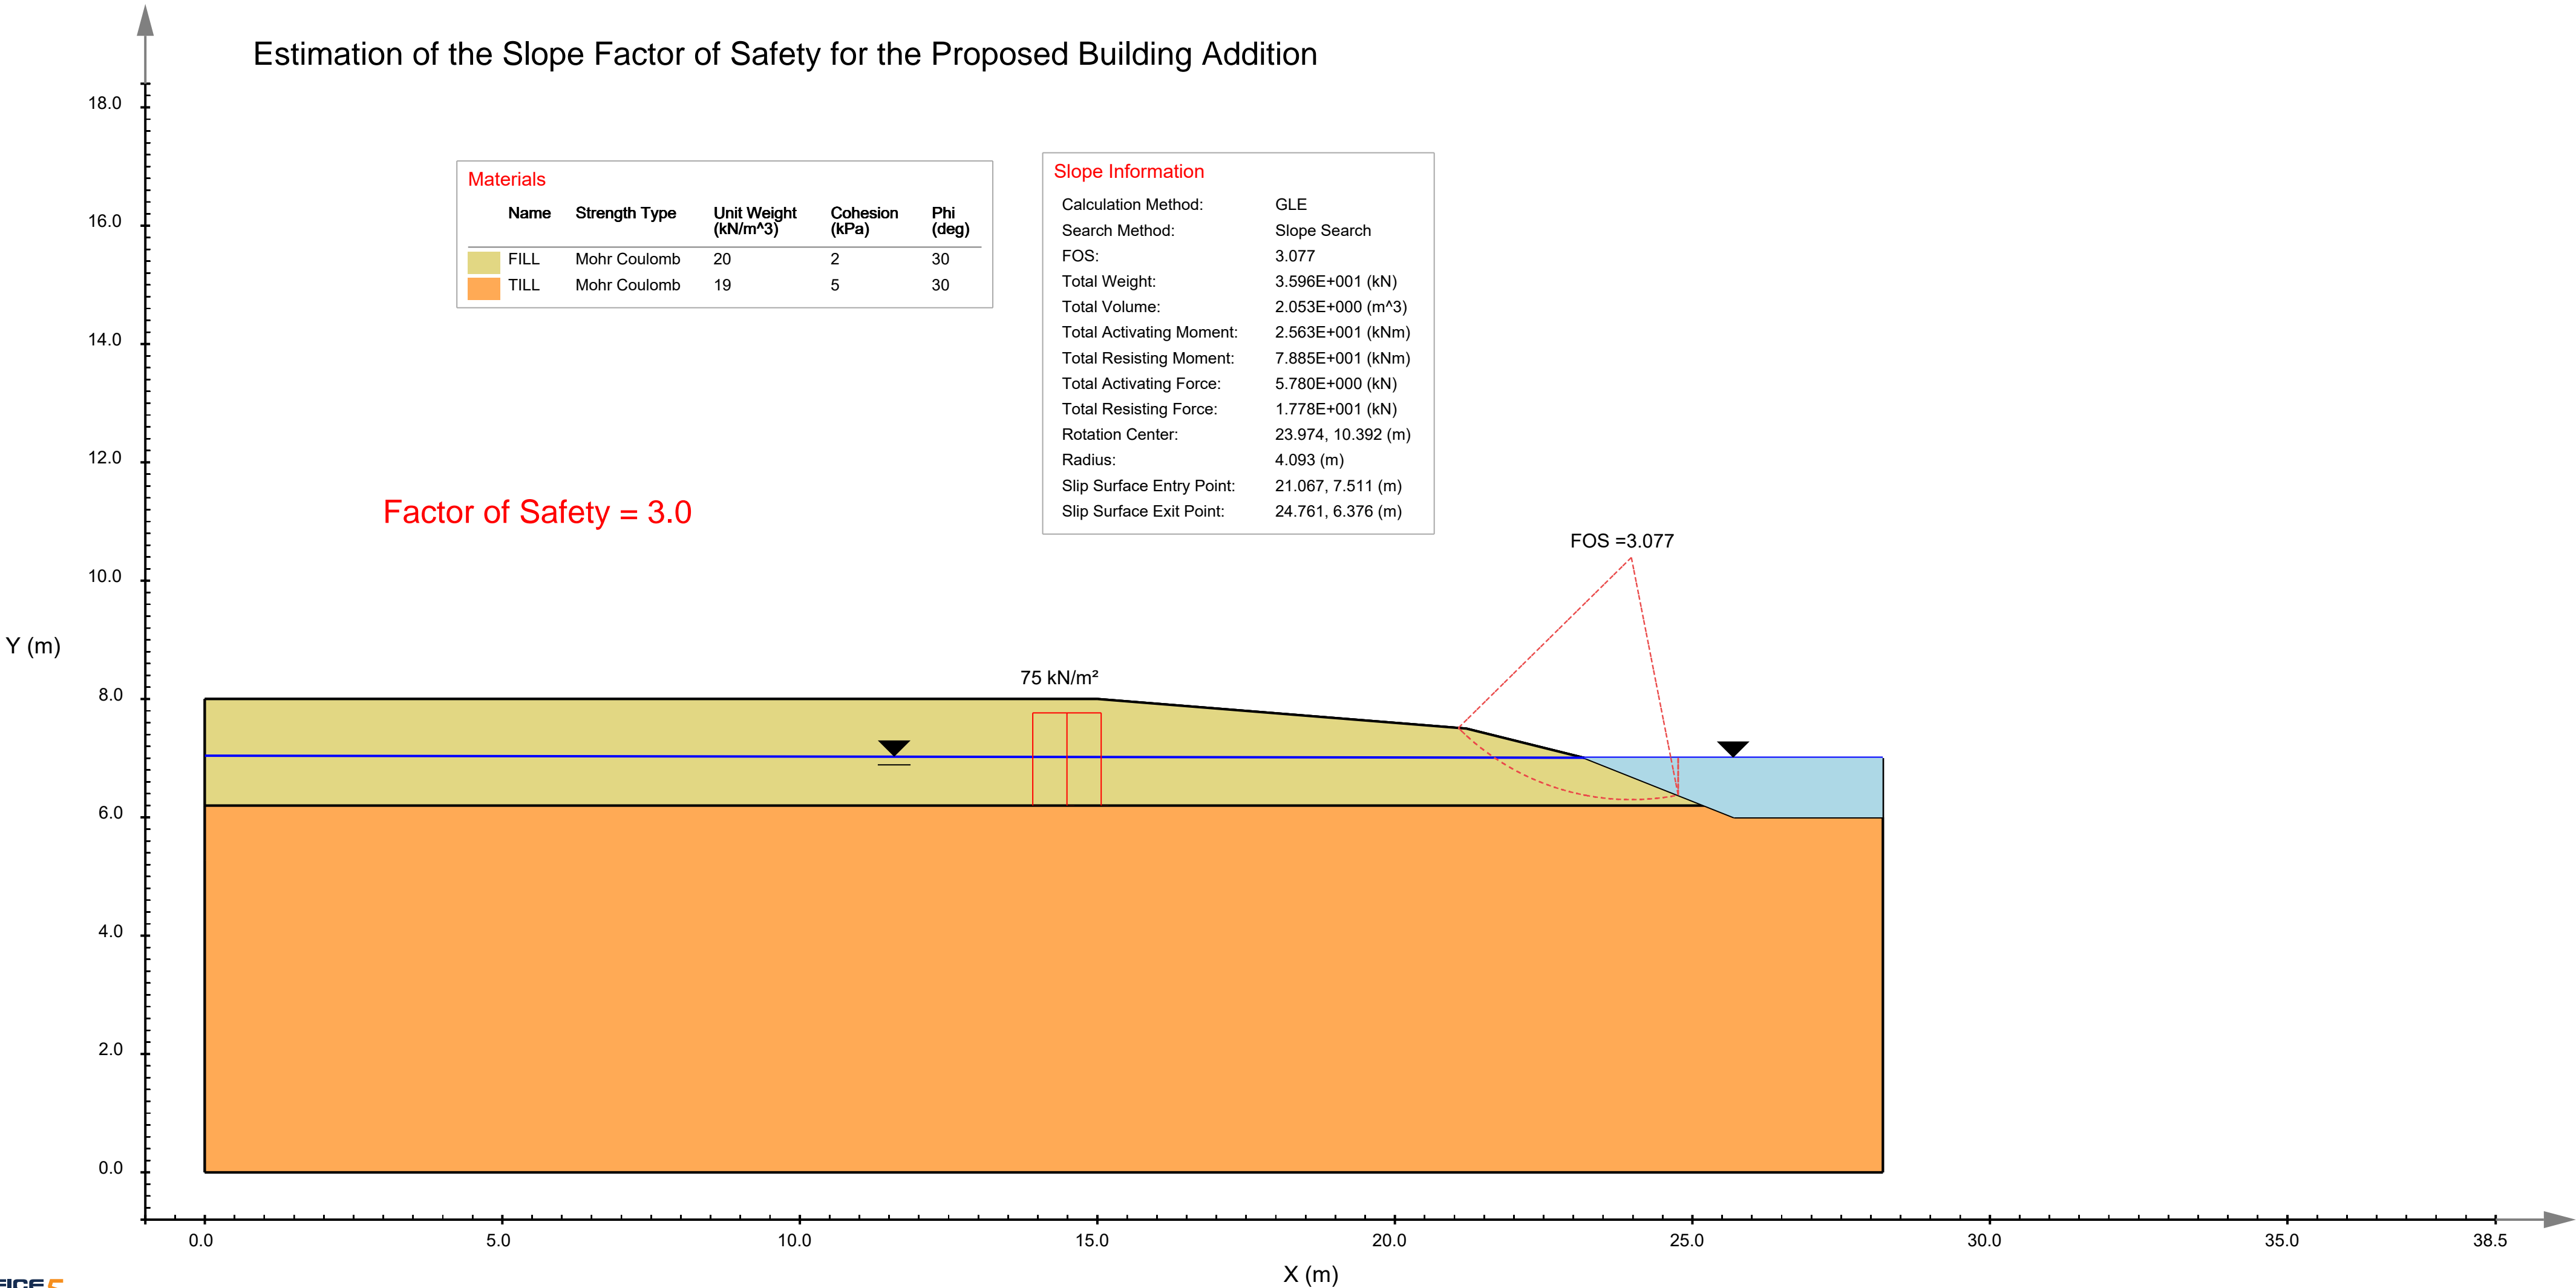 Estimation of the Slope Factor of Safety for the Proposed Building Addition
18.0
16.0
14.0
12.0
10.0
8.0
6.0
4.0
2.0
0.0
Y (m)
Materials
Name Strength Type Unit Weight (kN/m^3) Cohesion (kPa) Phi (deg)
FILL Mohr Coulomb 20 2 30
TILL Mohr Coulomb 19 5 30
Slope Information
Calculation Method: GLE
Search Method: Slope Search
FOS: 3.077
Total Weight: 3.596E+001 (kN)
Total Volume: 2.053E+000 (m^3)
Total Activating Moment: 2.563E+001 (kNm)
Total Resisting Moment: 7.885E+001 (kNm)
Total Activating Force: 5.780E+000 (kN)
Total Resisting Force: 1.778E+001 (kN)
Rotation Center: 23.974, 10.392 (m)
Radius: 4.093 (m)
Slip Surface Entry Point: 21.067, 7.511 (m)
Slip Surface Exit Point: 24.761, 6.376 (m)
Factor of Safety = 3.0
FOS =3.077
75 kN/m²
0.0 5.0 10.0 15.0 20.0 25.0 30.0 35.0 38.5
X (m)